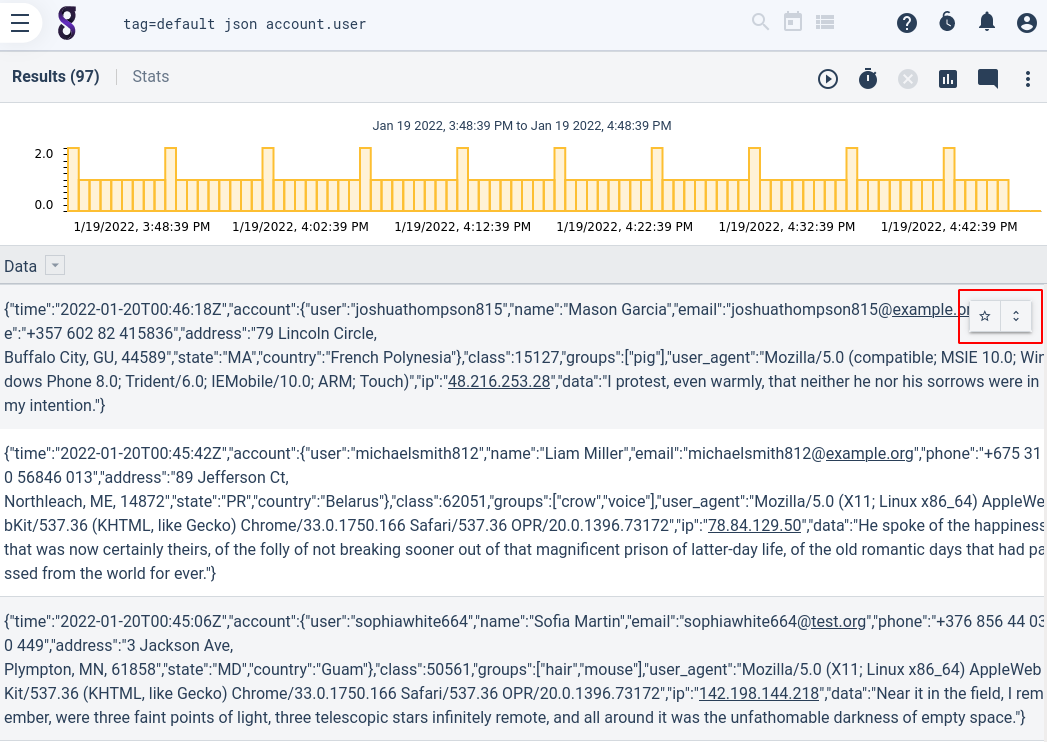 tag=default json account.user
Results (97)
Stats
Jan 19 2022, 3:48:39 PM to Jan 19 2022, 4:48:39 PM
2.0
0.0
1/19/2022, 3:48:39 PM
1/19/2022, 4:02:39 PM
1/19/2022, 4:12:39 PM
1/19/2022, 4:22:39 PM
1/19/2022, 4:32:39 PM
1/19/2022, 4:42:39 PM
Data
{"time":"2022-01-20T00:46:18Z","account":{"user":"joshuathompson815","name":"Mason Garcia","email":"joshuathompson815@example.or
e":"+357 602 82 415836","address":"79 Lincoln Circle,
Buffalo City, GU, 44589","state":"MA","country":"French Polynesia"},"class":15127,"groups":["pig"],"user_agent":"Mozilla/5.0 (compatible; MSIE 10.0; Win
dows Phone 8.0; Trident/6.0; IEMobile/10.0; ARM; Touch)","ip":"48.216.253.28","data":"I protest, even warmly, that neither he nor his sorrows were in
my intention."}
{"time":"2022-01-20T00:45:42Z","account":{"user":"michaelsmith812","name":"Liam Miller","email":"michaelsmith812@example.org","phone":"+675 31
0 56846 013","address":"89 Jefferson Ct,
Northleach, ME, 14872","state":"PR","country":"Belarus"},"class":62051,"groups":["crow","voice"],"user_agent":"Mozilla/5.0 (X11; Linux x86_64) AppleWe
bKit/537.36 (KHTML, like Gecko) Chrome/33.0.1750.166 Safari/537.36 OPR/20.0.1396.73172","ip":"78.84.129.50","data":"He spoke of the happiness
that was now certainly theirs, of the folly of not breaking sooner out of that magnificent prison of latter-day life, of the old romantic days that had pa
ssed from the world for ever."}
{"time":"2022-01-20T00:45:06Z","account":{"user":"sophiawhite664","name":"Sofia Martin","email":"sophiawhite664@test.org","phone":"+376 856 44 03
0 449","address":"3 Jackson Ave,
Plympton, MN, 61858","state":"MD","country":"Guam"},"class":50561,"groups":["hair","mouse"],"user_agent":"Mozilla/5.0 (X11; Linux x86_64) AppleWeb
Kit/537.36 (KHTML, like Gecko) Chrome/33.0.1750.166 Safari/537.36 OPR/20.0.1396.73172","ip":"142.198.144.218","data":"Near it in the field, I rem
ember, were three faint points of light, three telescopic stars infinitely remote, and all around it was the unfathomable darkness of empty space."}